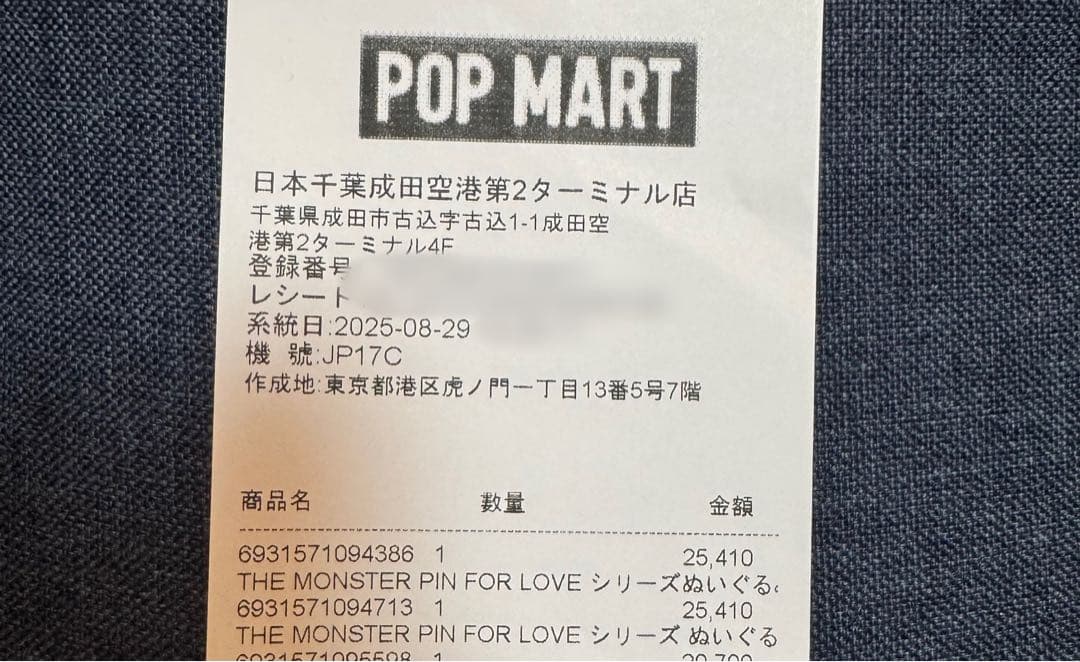 POP MART
日本千葉成田空港第2ターミナル店
千葉県成田市古込字古込1-1成田空
港第2ターミナル4F
登録番号
レシート
系統日:2025-08-29
機 號:JP17C
作成地:東京都港区虎ノ門一丁目13番5号7階
商品名 數量 金額
6931571094386 1 25,410
THE MONSTER PIN FOR LOVE シリーズぬいぐる
6931571094713 1 25,410
THE MONSTER PIN FOR LOVE シリーズ ぬいぐる
6931571095598 1 20,790